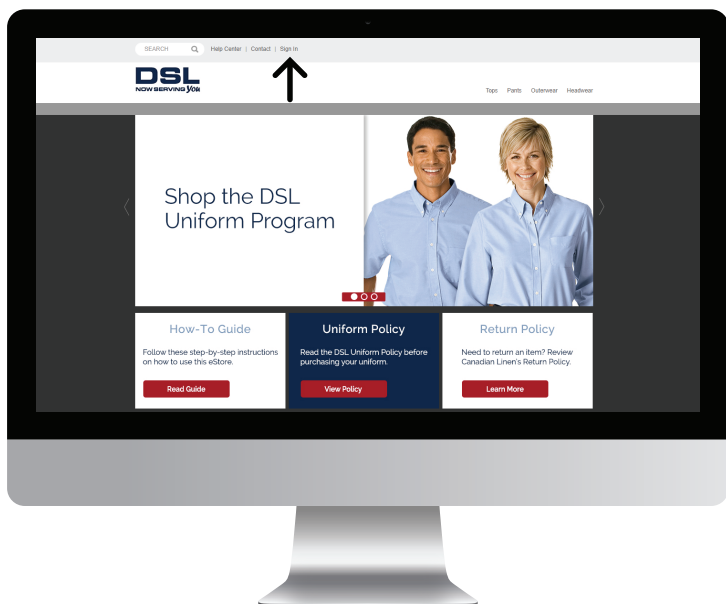 SEARCH Help Center | Contact | Sign In
DSL
NOW SERVING You
Tops Pants Outerwear Headwear
Shop the DSL
Uniform Program
How-To Guide
Follow these step-by-step instructions
on how to use this eStore.
Read Guide
Uniform Policy
Read the DSL Uniform Policy before
purchasing your uniform.
View Policy
Return Policy
Need to return an item? Review
Canadian Linen's Return Policy.
Learn More